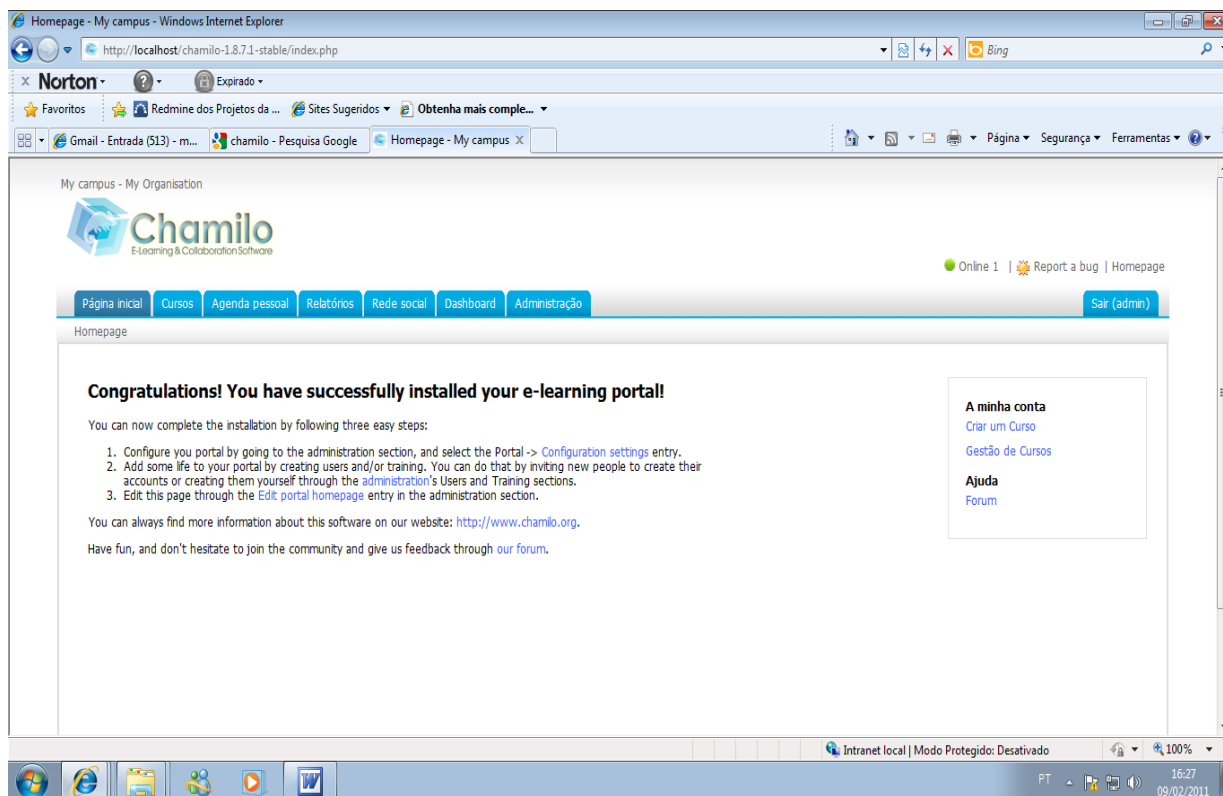 Homepage - My campus - Windows Internet Explorer
http://localhost/chamilo-1.8.7.1-stable/index.php
Bing
x Norton
Expirado
Favoritos
Redmine dos Projetos da ...
Sites Sugeridos
Obtenha mais comple...
Gmail - Entrada (513) - m...
chamilo - Pesquisa Google
Homepage - My campus
Página
Segurança
Ferramentas
My campus - My Organisation
Chamilo
E-Learning & Collaboration Software
Online 1 | Report a bug | Homepage
Página inicial
Cursos
Agenda pessoal
Relatórios
Rede social
Dashboard
Administração
Sair (admin)
Homepage
Congratulations! You have successfully installed your e-learning portal!
You can now complete the installation by following three easy steps:
1. Configure you portal by going to the administration section, and select the Portal -> Configuration settings entry.
2. Add some life to your portal by creating users and/or training. You can do that by inviting new people to create their
accounts or creating them yourself through the administration's Users and Training sections.
3. Edit this page through the Edit portal homepage entry in the administration section.
You can always find more information about this software on our website: http://www.chamilo.org.
Have fun, and don't hesitate to join the community and give us feedback through our forum.
A minha conta
Criar um Curso
Gestão de Cursos
Ajuda
Forum
Intranet local | Modo Protegido: Desativado
100%
PT
16:27
09/02/2011